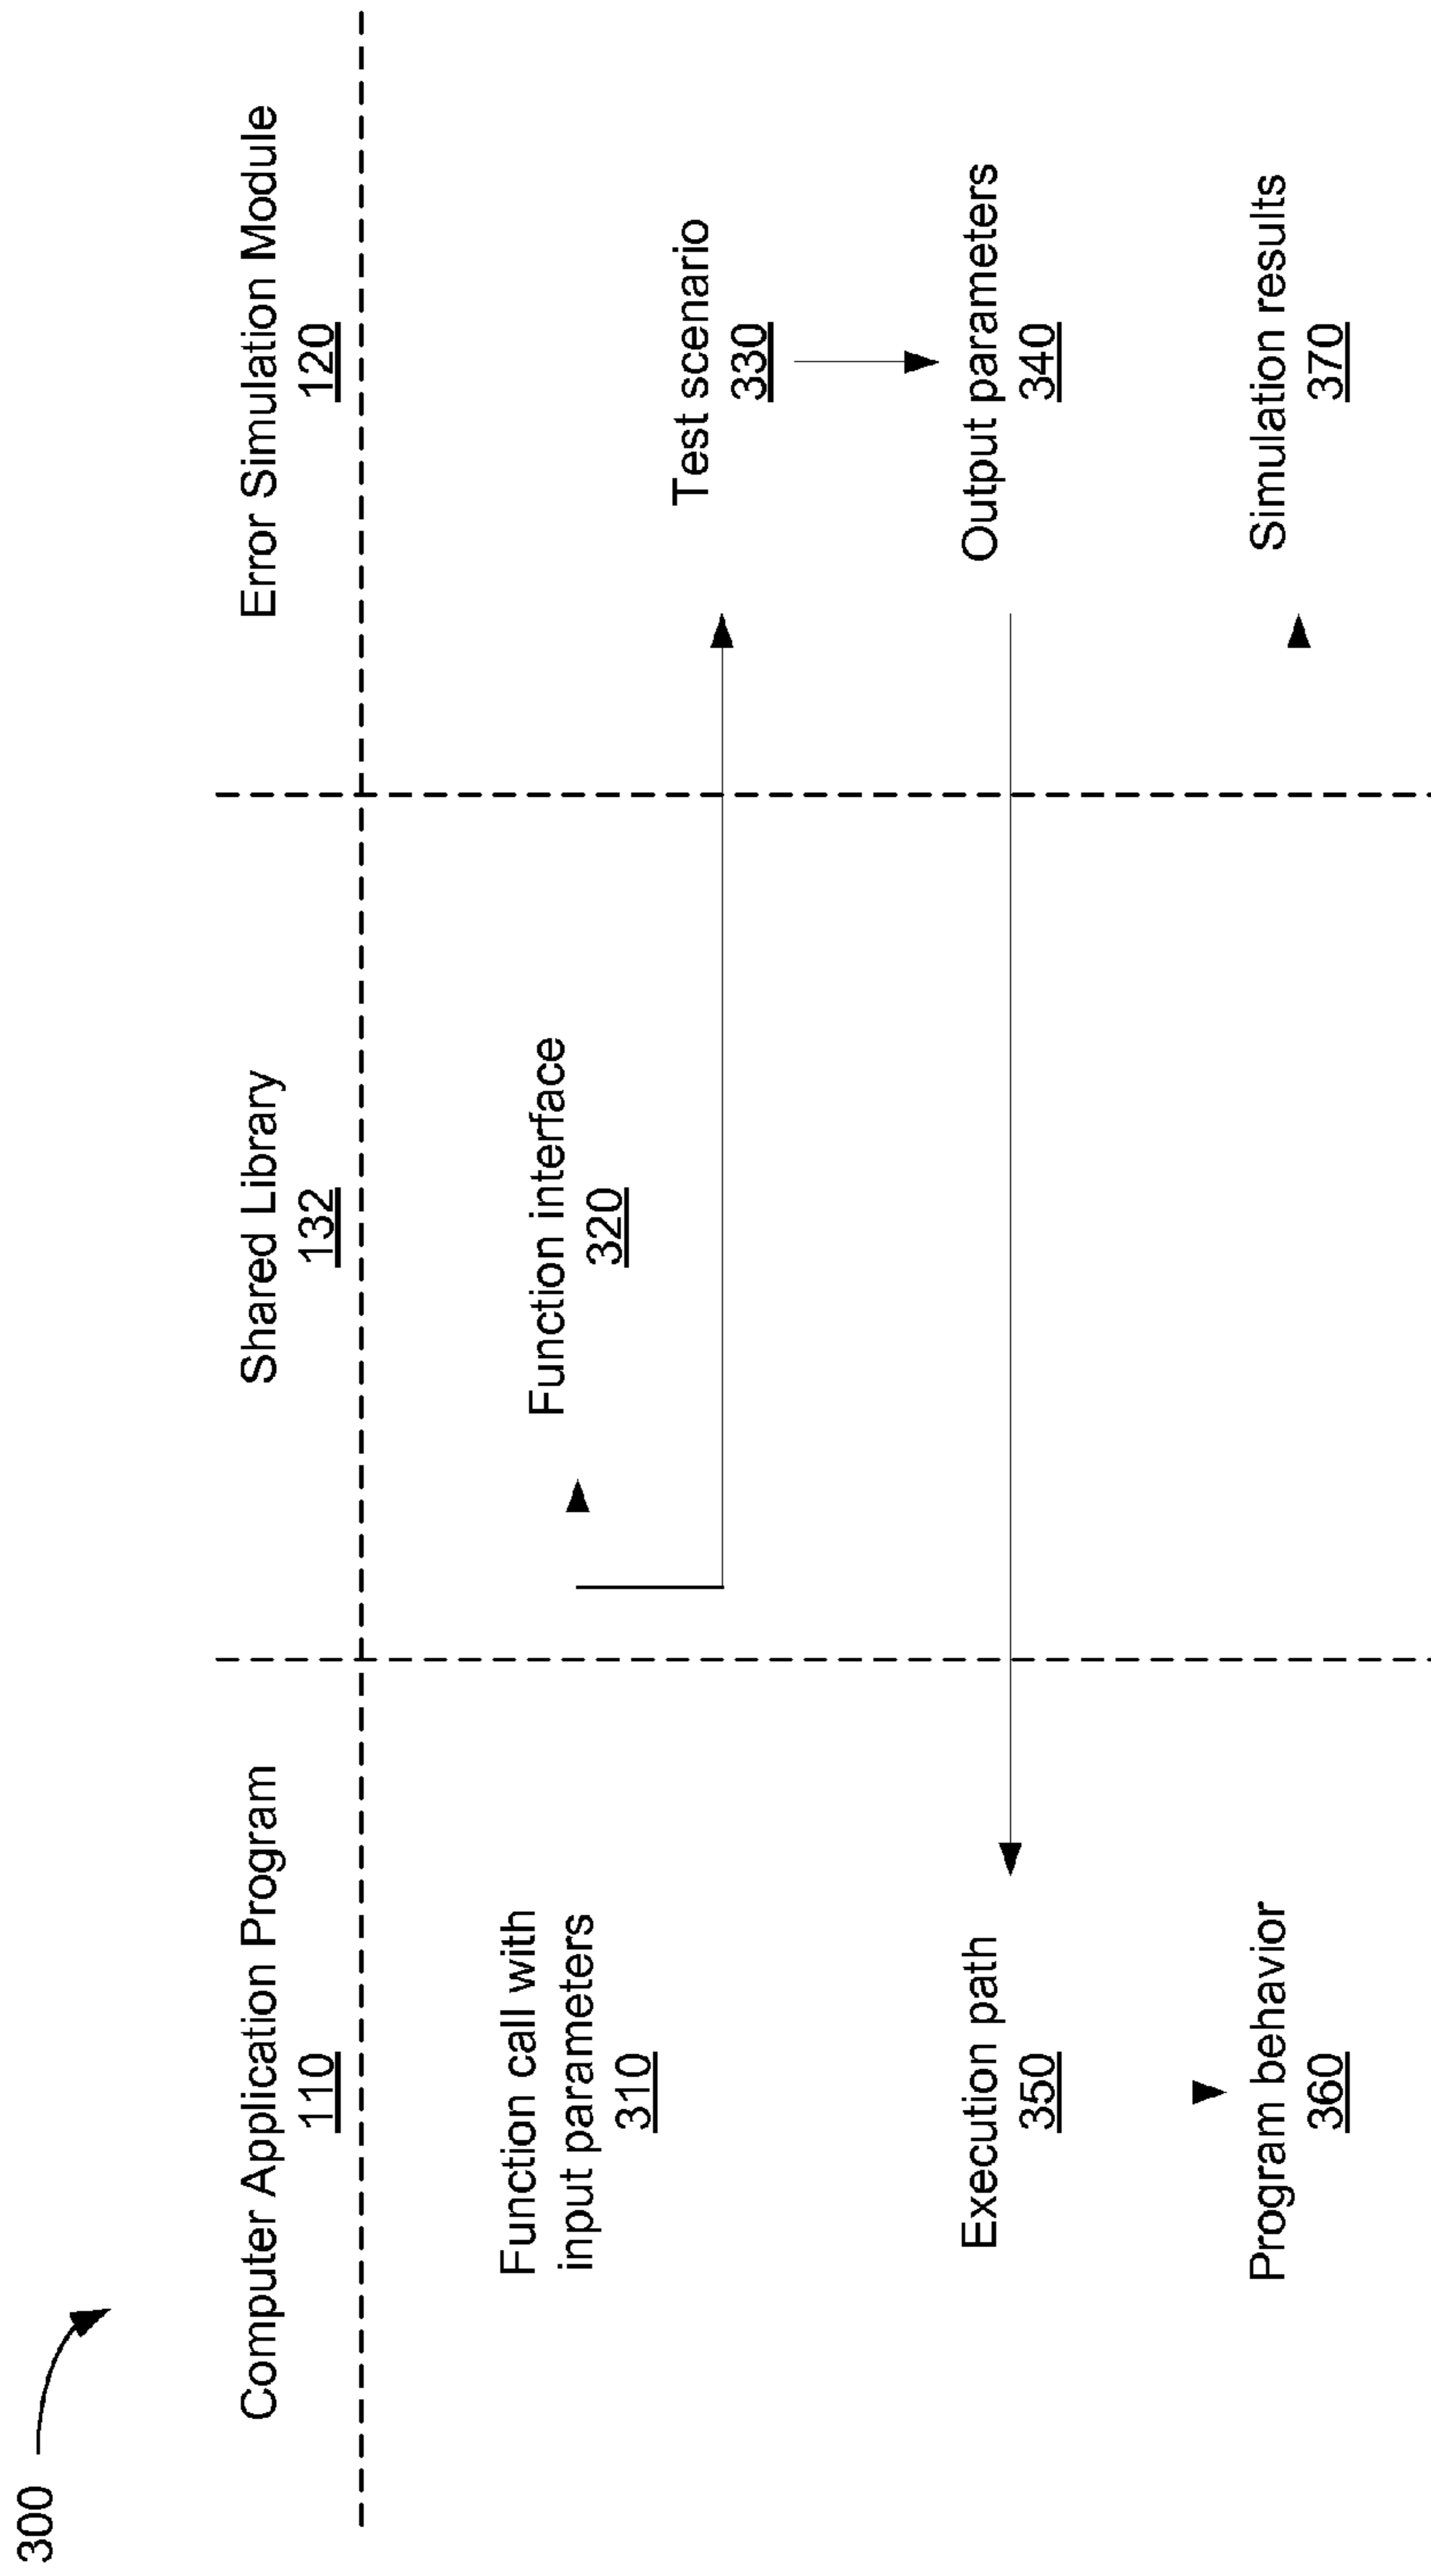 300
Computer Application Program
110
Shared Library
132
Error Simulation Module
120
Function call with
input parameters
310
Function interface
320
Test scenario
330
Execution path
350
Output parameters
340
Program behavior
360
Simulation results
370